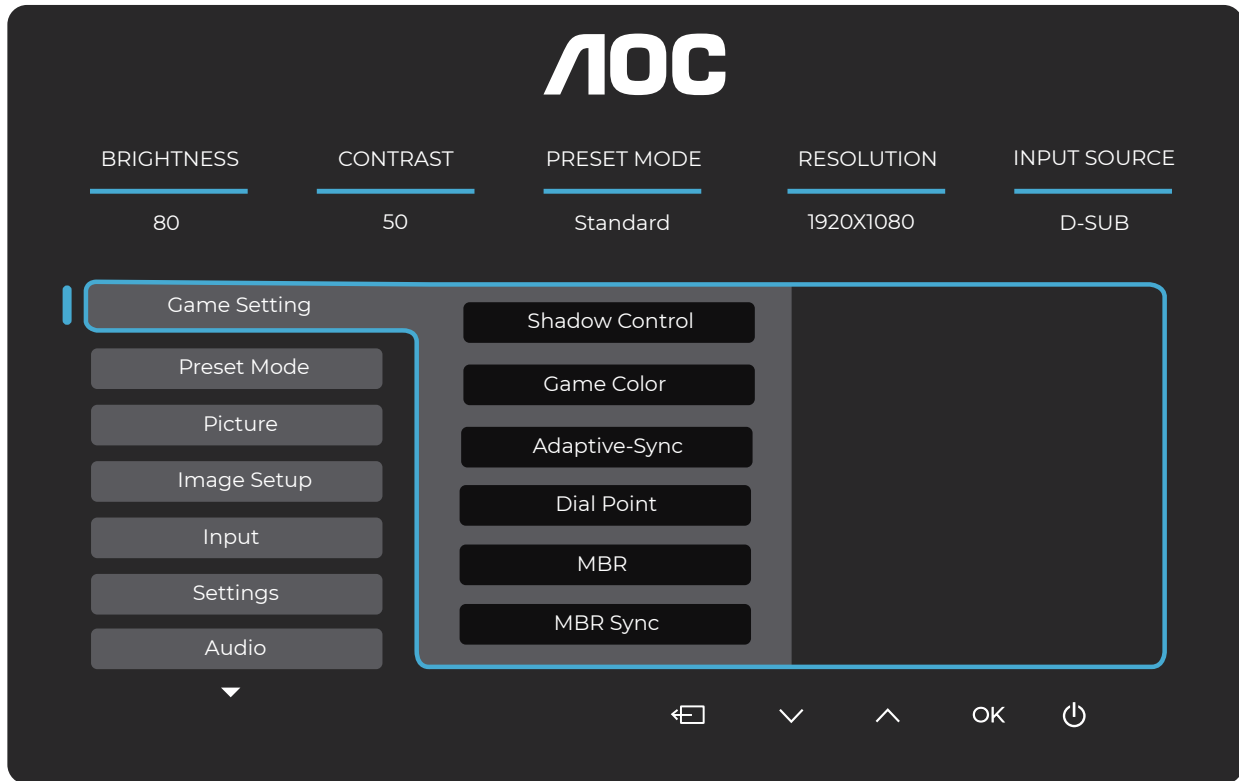 AOC
BRIGHTNESS CONTRAST PRESET MODE RESOLUTION INPUT SOURCE
80 50 Standard 1920X1080 D-SUB
Game Setting
Preset Mode
Picture
Image Setup
Input
Settings
Audio
Shadow Control
Game Color
Adaptive-Sync
Dial Point
MBR
MBR Sync
OK